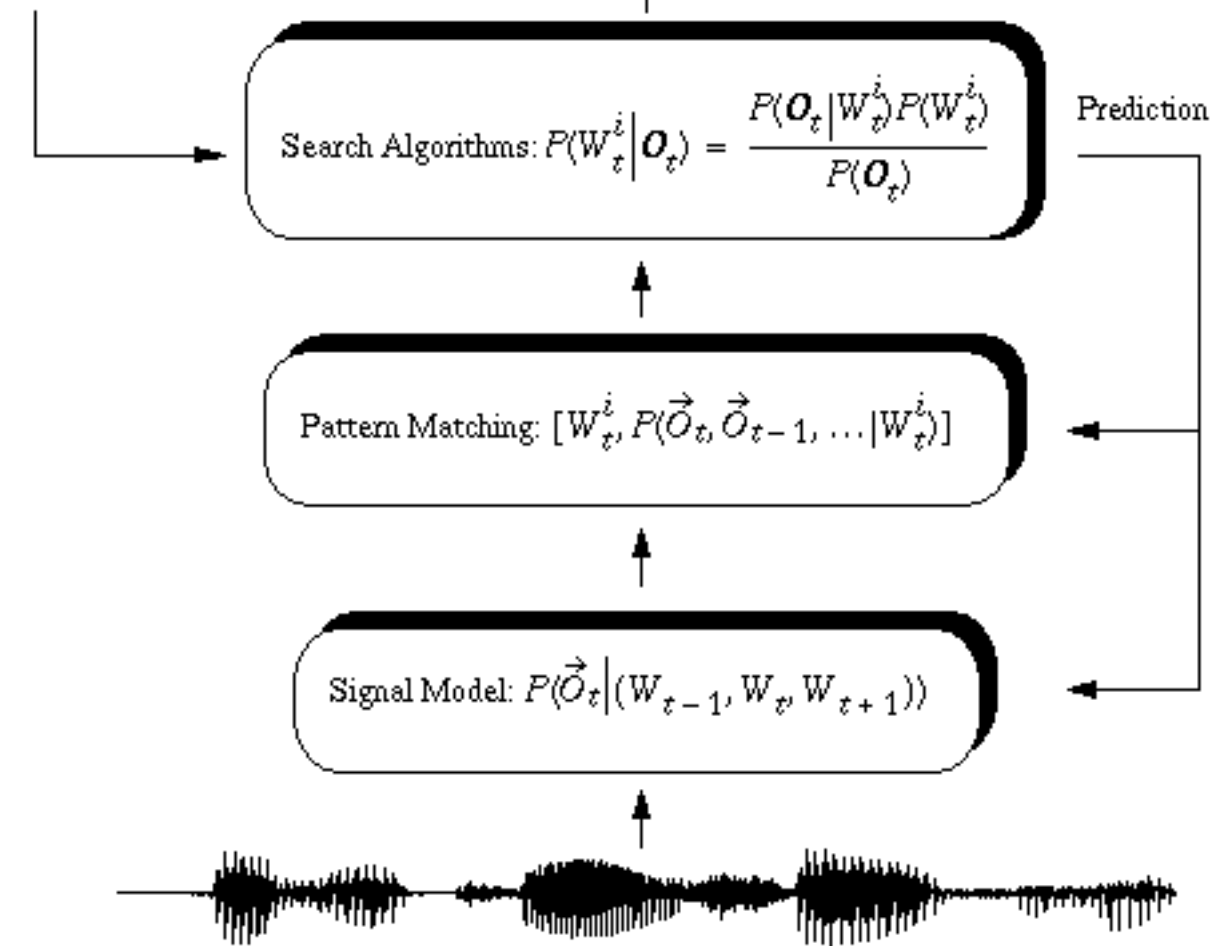 Search Algorithms: P(W_t^i | O_t) = P(O_t | W_t^i)P(W_t^i) / P(O_t)
Prediction
Pattern Matching: [W_t^i, P(O⃗_t, O⃗_{t – 1}, ... | W_t^i)]
Signal Model: P(O⃗_t | (W_{t – 1}, W_t, W_{t + 1}))